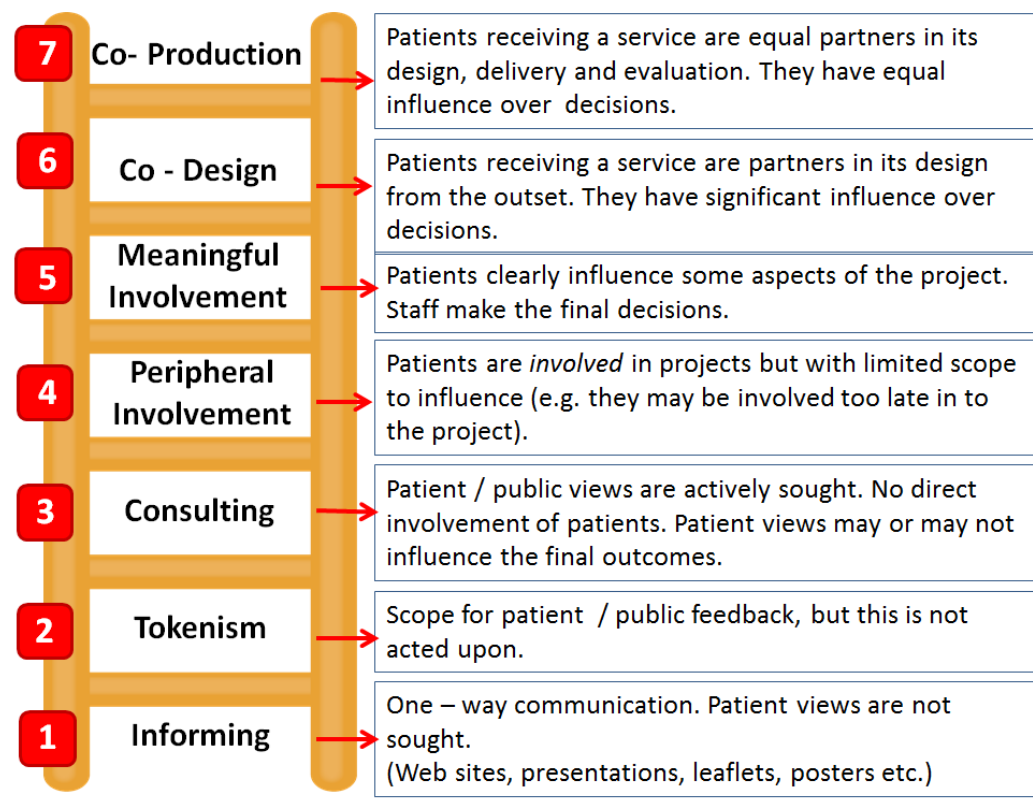 7
Co- Production
Patients receiving a service are equal partners in its
design, delivery and evaluation. They have equal
influence over  decisions.
6
Co - Design
Patients receiving a service are partners in its design
from the outset. They have significant influence over
decisions.
5
Meaningful
Involvement
Patients clearly influence some aspects of the project.
Staff make the final decisions.
4
Peripheral
Involvement
Patients are involved in projects but with limited scope
to influence (e.g. they may be involved too late in to
the project).
3
Consulting
Patient / public views are actively sought. No direct
involvement of patients. Patient views may or may not
influence the final outcomes.
2
Tokenism
Scope for patient  / public feedback, but this is not
acted upon.
1
Informing
One – way communication. Patient views are not
sought.
(Web sites, presentations, leaflets, posters etc.)